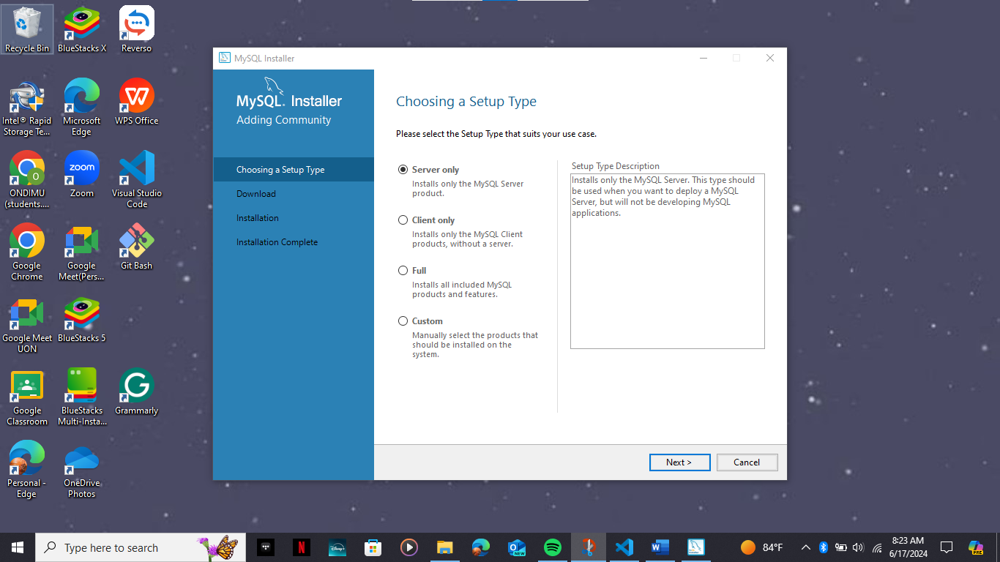 Recycle Bin
BlueStacks X
Reverso
Intel® Rapid
Storage Te...
Microsoft
Edge
WPS Office
ONDIMU
(students....
zoom
Zoom
Visual Studio
Code
Google
Chrome
Google
Meet(Pers...
Git Bash
Google Meet
UON
BlueStacks 5
Google
Classroom
BlueStacks
Multi-Insta...
Grammarly
Personal -
Edge
OneDrive
Photos
MySQL Installer
MySQL® Installer
Adding Community
Choosing a Setup Type
Download
Installation
Installation Complete
Choosing a Setup Type
Please select the Setup Type that suits your use case.
Server only
Installs only the MySQL Server
product.
Client only
Installs only the MySQL Client
products, without a server.
Full
Installs all included MySQL
products and features.
Custom
Manually select the products that
should be installed on the
system.
Setup Type Description
Installs only the MySQL Server. This type should
be used when you want to deploy a MySQL
Server, but will not be developing MySQL
applications.
Next >
Cancel
Type here to search
N
Disney+
NEW
84°F
8:23 AM
6/17/2024
PRE